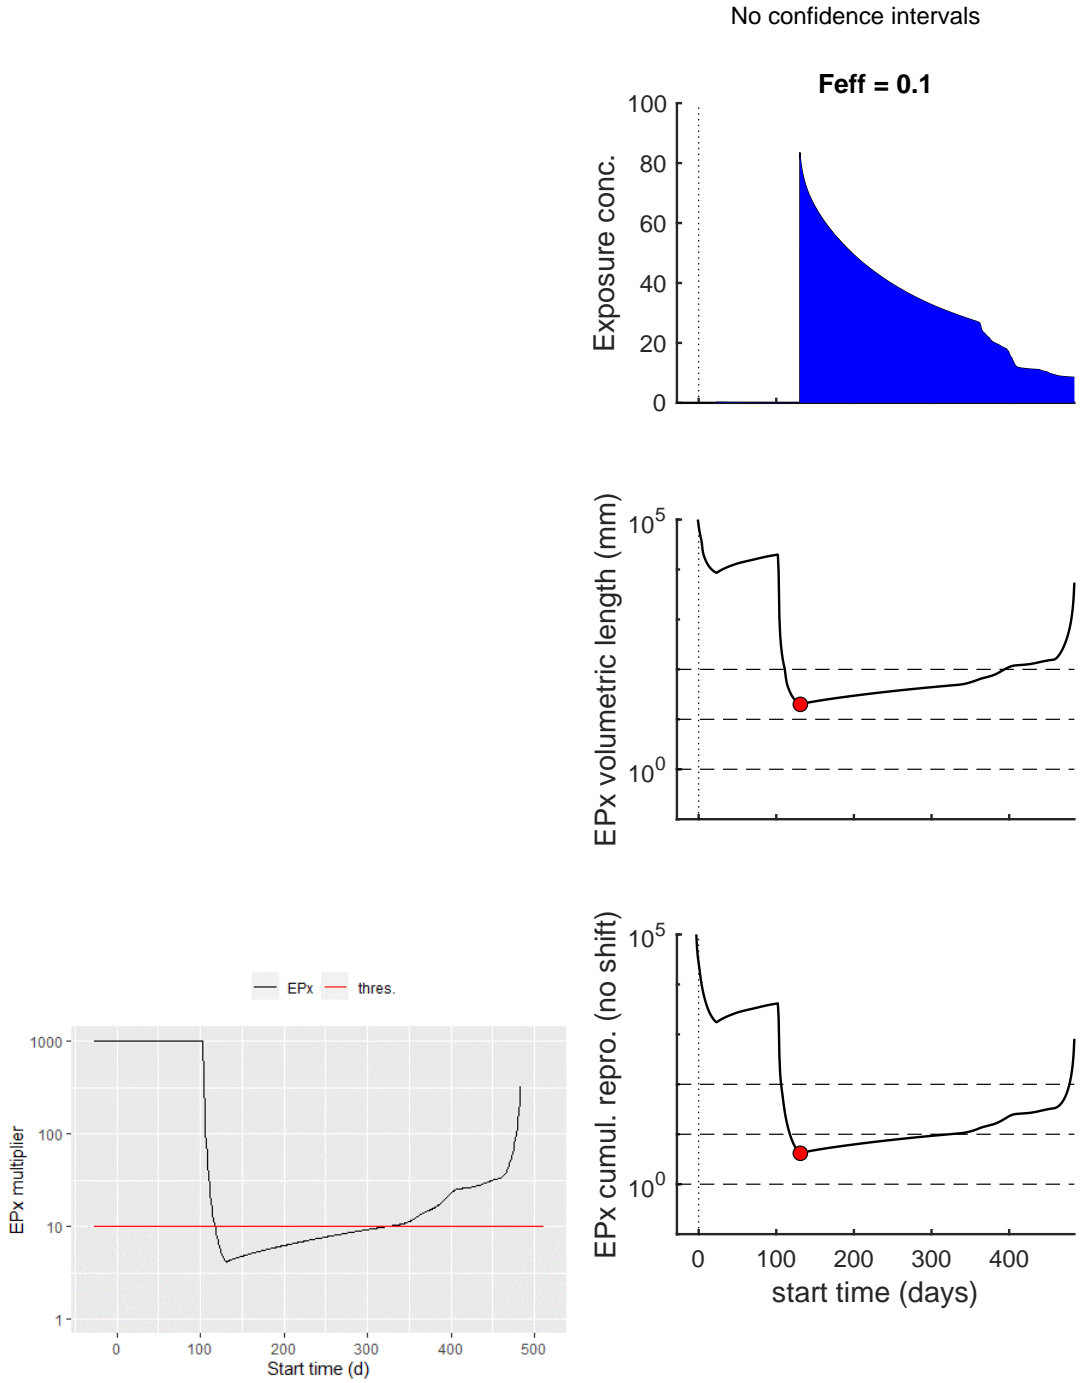 No confidence intervals
Feff = 0.1
Exposure conc.
100
80
60
40
20
0
EPx volumetric length (mm)
10^5
10^0
EPx cumul. repro. (no shift)
10^5
10^0
0 100 200 300 400
start time (days)
EPx thres.
EPx multiplier
1000
100
10
1
0 100 200 300 400 500
Start time (d)